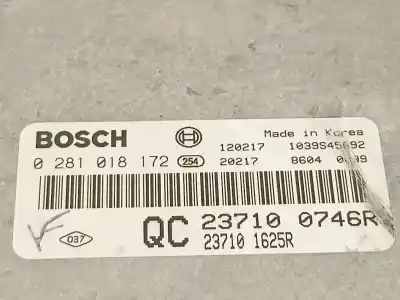 BOSCH
Made in Korea
120217 1039S45692
0 281 018 172 254
20217 8604 0009
037
QC 23710 0746R
23710 1625R